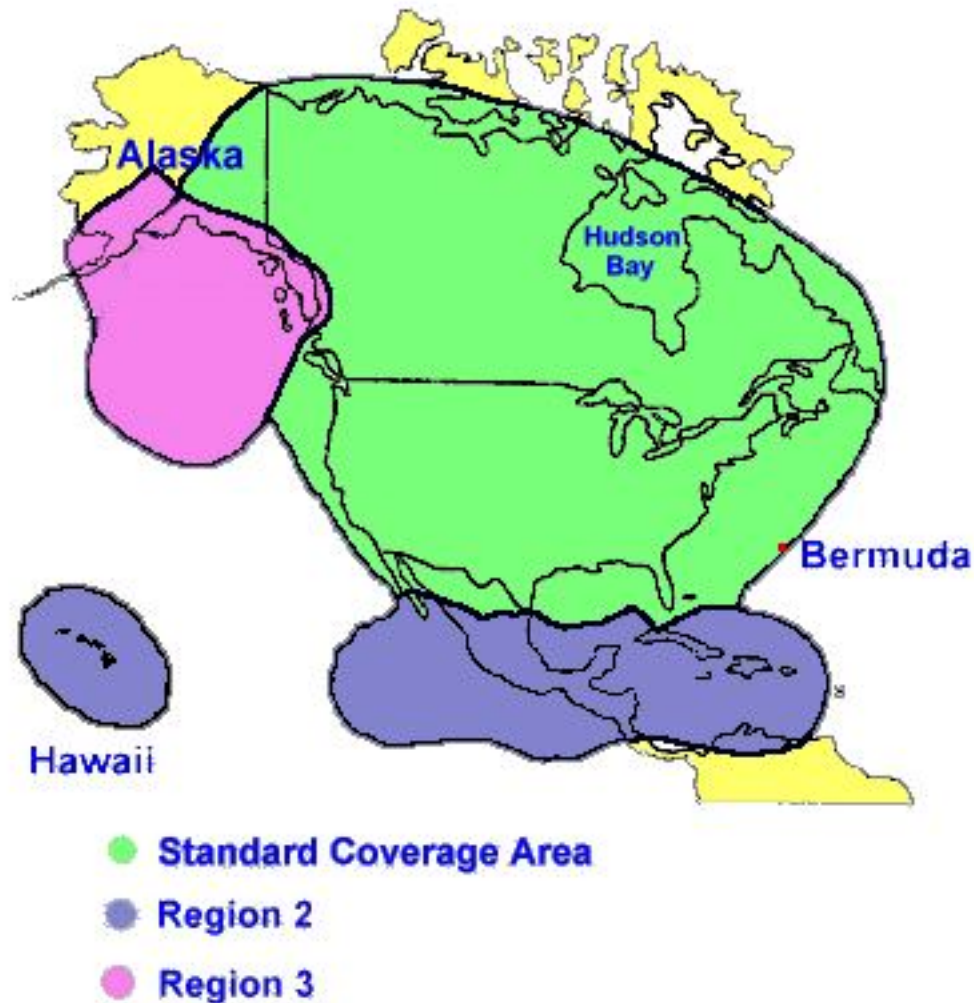 Alaska
Hudson
Bay
Bermuda
Hawaii
Standard Coverage Area
Region 2
Region 3